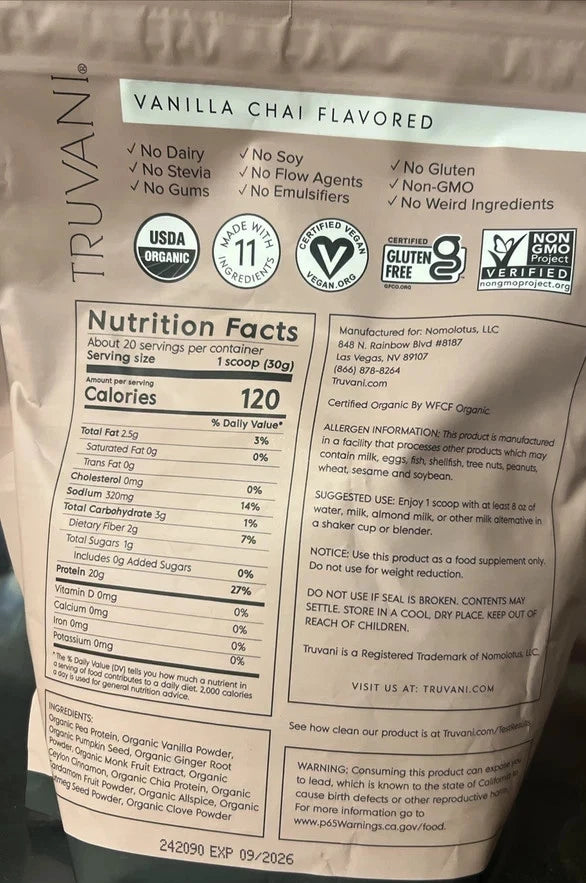 TRUVANI®
VANILLA CHAI FLAVORED
✓ No Dairy
✓ No Stevia
✓ No Gums
✓ No Soy
✓ No Flow Agents
✓ No Emulsifiers
✓ No Gluten
✓ Non-GMO
✓ No Weird Ingredients
USDA
ORGANIC
MADE WITH
11
INGREDIENTS
CERTIFIED VEGAN
VEGAN.ORG
CERTIFIED
GLUTEN
FREE
GFCO.ORG
NON
GMO
Project
VERIFIED
nongmoproject.org
Nutrition Facts
About 20 servings per container
Serving size 1 scoop (30g)
Amount per serving
Calories 120
% Daily Value*
Total Fat 2.5g 3%
Saturated Fat 0g 0%
Trans Fat 0g
Cholesterol 0mg 0%
Sodium 320mg 14%
Total Carbohydrate 3g 1%
Dietary Fiber 2g 7%
Total Sugars 1g
Includes 0g Added Sugars 0%
Protein 20g 27%
Vitamin D 0mg 0%
Calcium 0mg 0%
Iron 0mg 0%
Potassium 0mg 0%
*The % Daily Value (DV) tells you how much a nutrient in
a serving of food contributes to a daily diet. 2,000 calories
a day is used for general nutrition advice.
INGREDIENTS:
Organic Pea Protein, Organic Vanilla Powder,
Organic Pumpkin Seed, Organic Ginger Root
Powder, Organic Monk Fruit Extract, Organic
Ceylon Cinnamon, Organic Chia Protein, Organic
Cardamom Fruit Powder, Organic Allspice, Organic
Seed Powder, Organic Clove Powder
Manufactured for: Nomolotus, LLC
848 N. Rainbow Blvd #8187
Las Vegas, NV 89107
(866) 878-8264
Truvani.com
Certified Organic By WFCF Organic
ALLERGEN INFORMATION: This product is manufactured
in a facility that processes other products which may
contain milk, eggs, fish, shellfish, tree nuts, peanuts,
wheat, sesame and soybean.
SUGGESTED USE: Enjoy 1 scoop with at least 8 oz of
water, milk, almond milk, or other milk alternative in
a shaker cup or blender.
NOTICE: Use this product as a food supplement only.
Do not use for weight reduction.
DO NOT USE IF SEAL IS BROKEN. CONTENTS MAY
SETTLE. STORE IN A COOL, DRY PLACE. KEEP OUT OF
REACH OF CHILDREN.
Truvani is a Registered Trademark of Nomolotus, LLC.
VISIT US AT: TRUVANI.COM
See how clean our product is at Truvani.com/TestResults
WARNING: Consuming this product can expose you
to lead, which is known to the state of California to
cause birth defects or other reproductive harm.
For more information go to
www.p65Warnings.ca.gov/food.
242090 EXP 09/2026